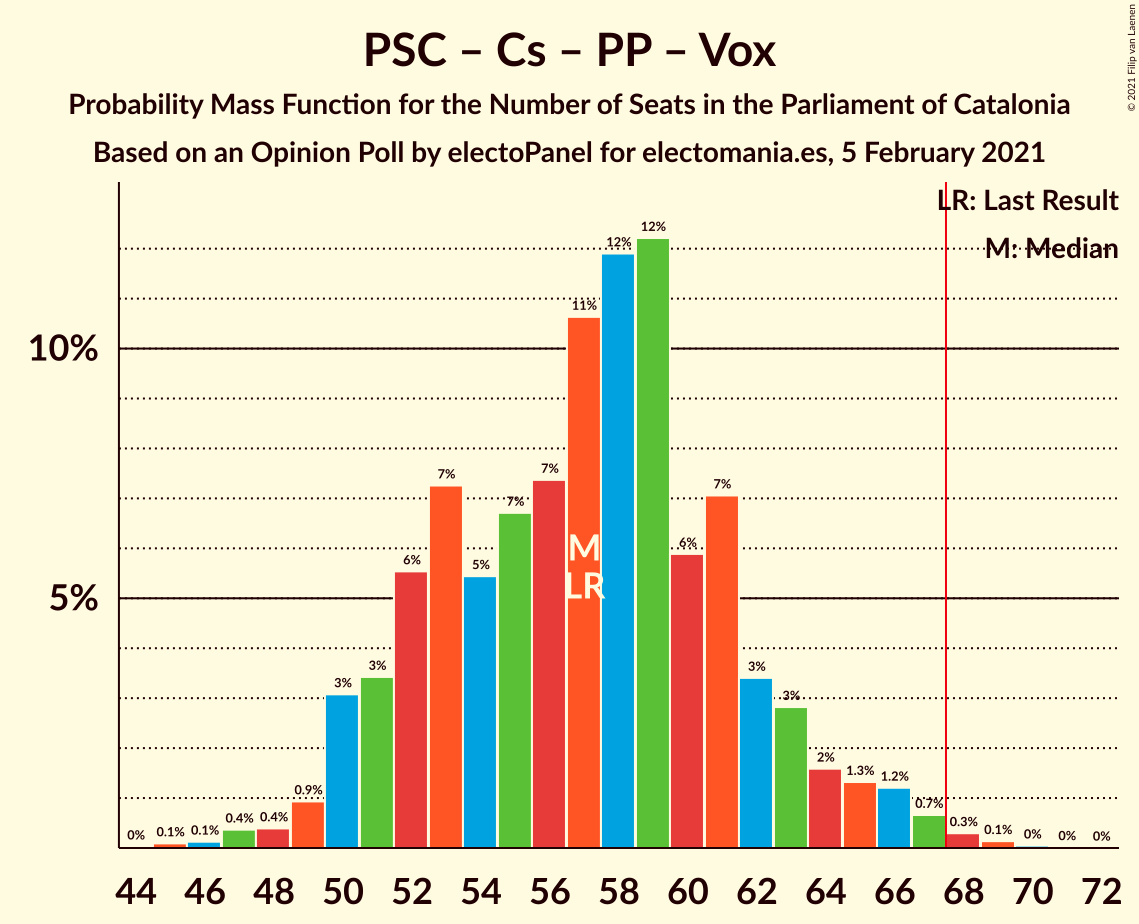 PSC – Cs – PP – Vox
Probability Mass Function for the Number of Seats in the Parliament of Catalonia
Based on an Opinion Poll by electoPanel for electomania.es, 5 February 2021
© 2021 Filip van Laenen
LR: Last Result
M: Median
10%
5%
0% 0.1% 0.1% 0.4% 0.4% 0.9% 3% 3% 6% 7% 5% 7% 7% 11% 12% 12% 6% 7% 3% 3% 2% 1.3% 1.2% 0.7% 0.3% 0.1% 0% 0% 0%
M
LR
44 46 48 50 52 54 56 58 60 62 64 66 68 70 72